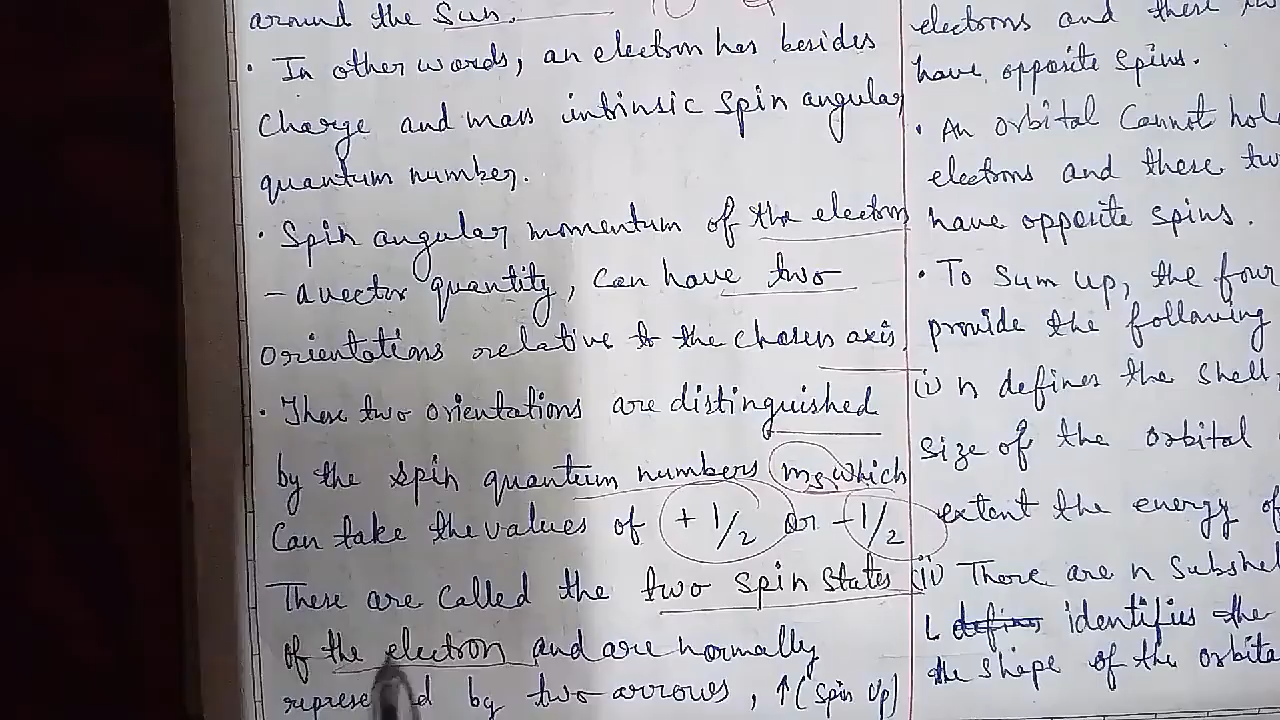 around the Sun.
· In other words, an electron has besides
Charge and mass intrinsic spin angular
quantum number.
· Spin angular momentum of the electron
– a vector quantity, can have two
orientations relative to the chosen axis.
· These two orientations are distinguished
by the spin quantum numbers ms which
Can take the values of +1/2 or -1/2
These are called the two spin states
of the electron and are normally
represe d by two arrows, ↑(spin up)
electrons and these
have opposite spins.
· An orbital Cannot hol
electrons and these tw
have opposite spins.
· To sum up, the four
provide the following
(i) n defines the shell,
size of the orbital
extent the energy of
(ii) There are n Subshel
L identifies the
the shape of the orbita